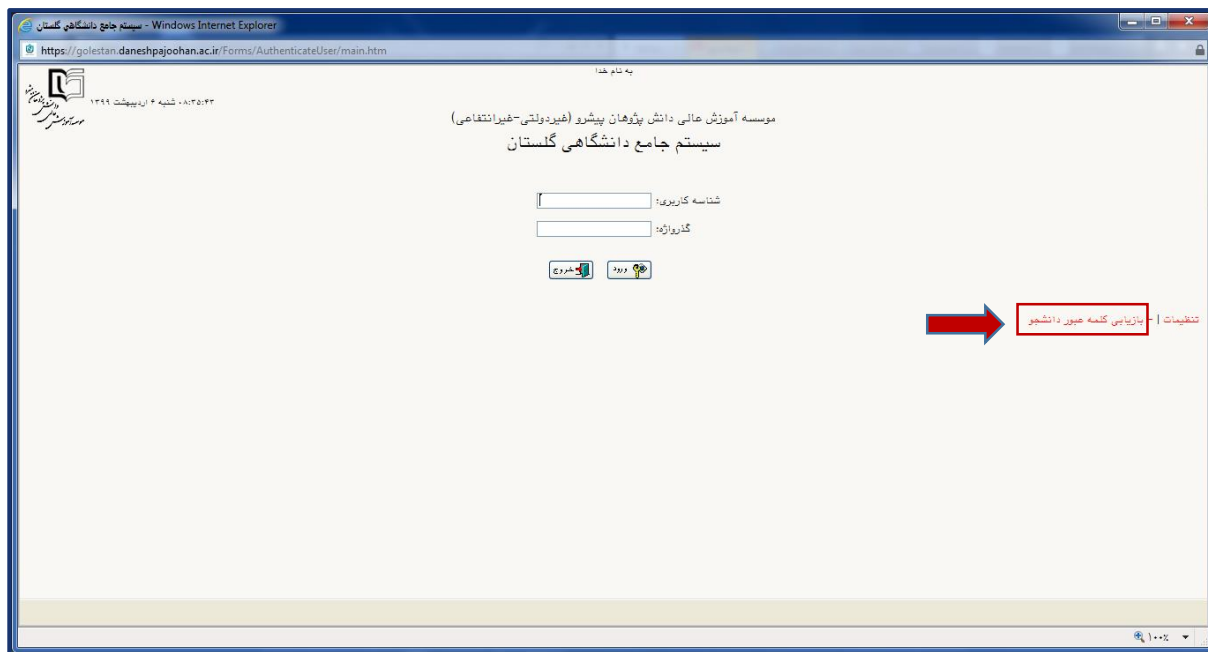 سیستم جامع دانشگاهی گلستان - Windows Internet Explorer
https://golestan.daneshpajoohan.ac.ir/Forms/AuthenticateUser/main.htm
به نام خدا
۰۸:۳۵:۴۳ شنبه ۶ اردیبهشت ۱۳۹۹
موسسه آموزش عالی دانش پژوهان پیشرو (غیردولتی-غیرانتفاعی)
سیستم جامع دانشگاهی گلستان
شناسه کاربری:
گذرواژه:
ورود خروج
تنظیمات | - بازیابی کلمه عبور دانشجو
۱۰۰٪